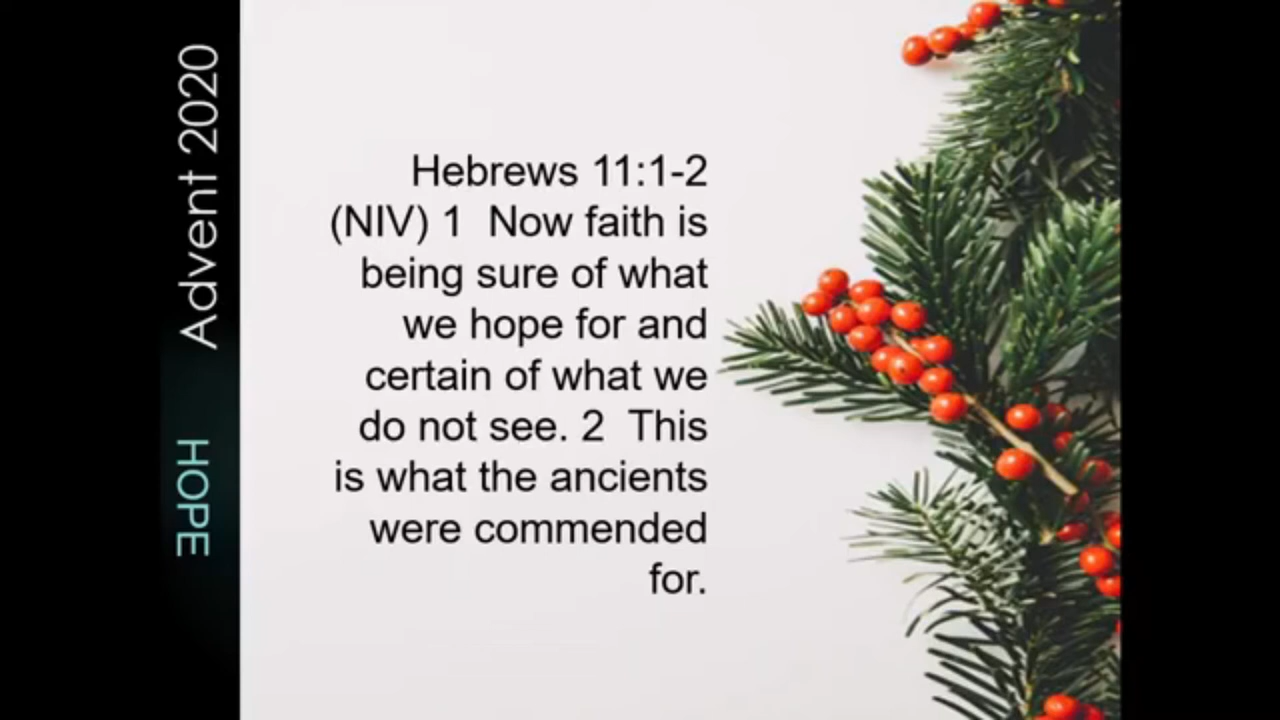 Advent 2020
HOPE
Hebrews 11:1-2
(NIV) 1 Now faith is
being sure of what
we hope for and
certain of what we
do not see. 2 This
is what the ancients
were commended
for.